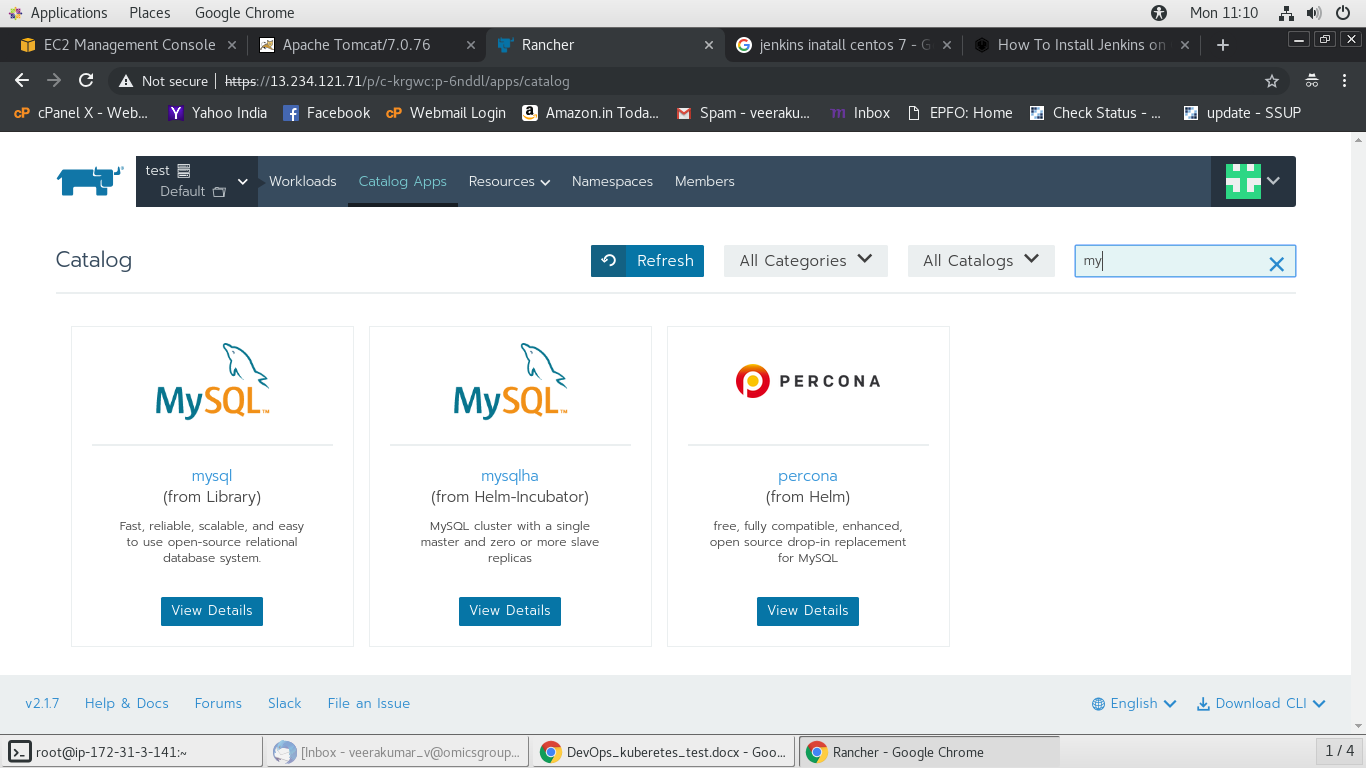 Applications Places Google Chrome Mon 11:10
EC2 Management Console Apache Tomcat/7.0.76 Rancher jenkins inatall centos 7 - G How To Install Jenkins on
Not secure https://13.234.121.71/p/c-krgwc:p-6nddl/apps/catalog
cP cPanel X - Web... Yahoo India Facebook cP Webmail Login Amazon.in Toda... Spam - veeraku... Inbox EPFO: Home Check Status - ... update - SSUP
test
Default
Workloads Catalog Apps Resources Namespaces Members
Catalog Refresh All Categories All Catalogs my
MySQL™ MySQL™ PERCONA
mysql mysqlha percona
(from Library) (from Helm-Incubator) (from Helm)
Fast, reliable, scalable, and easy MySQL cluster with a single free, fully compatible, enhanced,
to use open-source relational master and zero or more slave open source drop-in replacement
database system. replicas for MySQL
View Details View Details View Details
v2.1.7 Help & Docs Forums Slack File an Issue English Download CLI
root@ip-172-31-3-141:~ [Inbox - veerakumar_v@omicsgroup... DevOps_kuberetes_test.docx - Goo... Rancher - Google Chrome 1 / 4